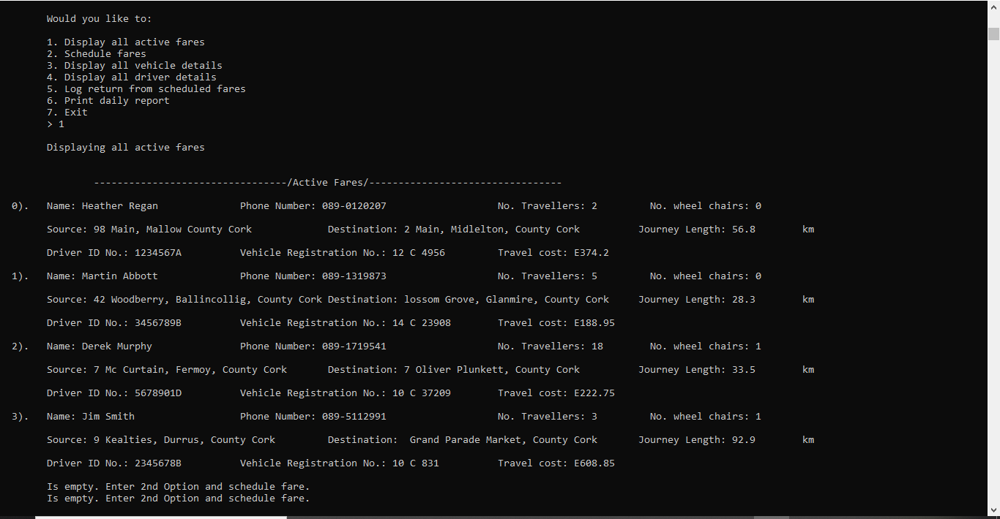 Would you like to:
1. Display all active fares
2. Schedule fares
3. Display all vehicle details
4. Display all driver details
5. Log return from scheduled fares
6. Print daily report
7. Exit
> 1
Displaying all active fares
---------------------------------/Active Fares/---------------------------------
0). Name: Heather Regan Phone Number: 089-0120207 No. Travellers: 2 No. wheel chairs: 0
Source: 98 Main, Mallow County Cork Destination: 2 Main, Midlelton, County Cork Journey Length: 56.8 km
Driver ID No.: 1234567A Vehicle Registration No.: 12 C 4956 Travel cost: E374.2
1). Name: Martin Abbott Phone Number: 089-1319873 No. Travellers: 5 No. wheel chairs: 0
Source: 42 Woodberry, Ballincollig, County Cork Destination: lossom Grove, Glanmire, County Cork Journey Length: 28.3 km
Driver ID No.: 3456789B Vehicle Registration No.: 14 C 23908 Travel cost: E188.95
2). Name: Derek Murphy Phone Number: 089-1719541 No. Travellers: 18 No. wheel chairs: 1
Source: 7 Mc Curtain, Fermoy, County Cork Destination: 7 Oliver Plunkett, County Cork Journey Length: 33.5 km
Driver ID No.: 5678901D Vehicle Registration No.: 10 C 37209 Travel cost: E222.75
3). Name: Jim Smith Phone Number: 089-5112991 No. Travellers: 3 No. wheel chairs: 1
Source: 9 Kealties, Durrus, County Cork Destination:  Grand Parade Market, County Cork Journey Length: 92.9 km
Driver ID No.: 2345678B Vehicle Registration No.: 10 C 831 Travel cost: E608.85
Is empty. Enter 2nd Option and schedule fare.
Is empty. Enter 2nd Option and schedule fare.